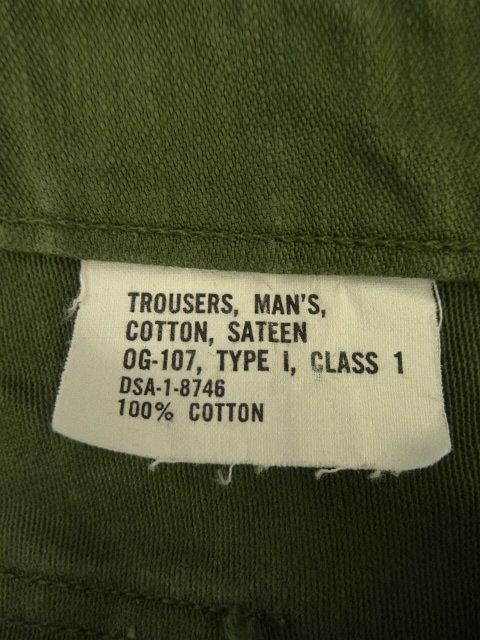 TROUSERS, MAN'S,
COTTON, SATEEN
OG-107, TYPE I, CLASS 1
DSA-1-8746
100% COTTON